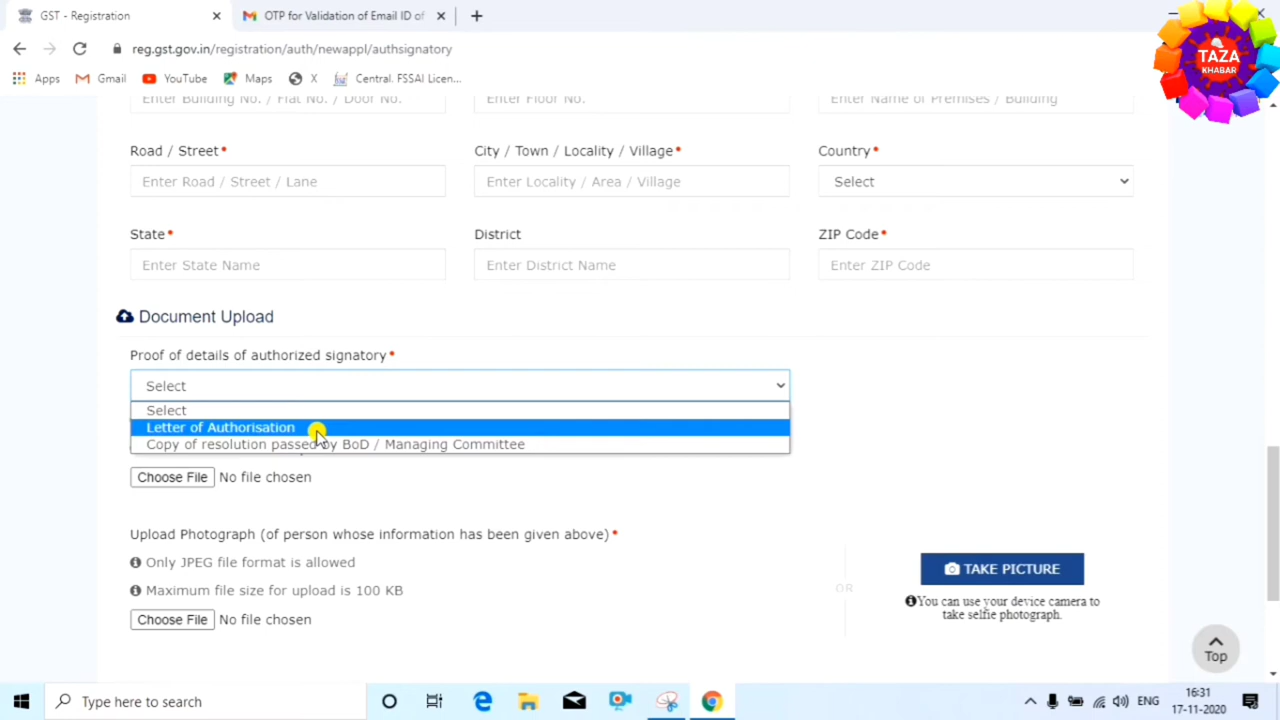 GST - Registration
OTP for Validation of Email ID of
reg.gst.gov.in/registration/auth/newappl/authsignatory
Apps
Gmail
YouTube
Maps
X
Central. FSSAI Licen...
TAZA
KHABAR
Enter Building No. / Flat No. / Door No.
Enter Floor No.
Enter Name of Premises / Building
Road / Street*
City / Town / Locality / Village*
Country*
Enter Road / Street / Lane
Enter Locality / Area / Village
Select
State*
District
ZIP Code*
Enter State Name
Enter District Name
Enter ZIP Code
Document Upload
Proof of details of authorized signatory*
Select
Select
Letter of Authorisation
Copy of resolution passed by BoD / Managing Committee
Choose File No file chosen
Upload Photograph (of person whose information has been given above)*
Only JPEG file format is allowed
Maximum file size for upload is 100 KB
Choose File No file chosen
OR
TAKE PICTURE
You can use your device camera to
take selfie photograph.
Top
Type here to search
ENG
16:31
17-11-2020